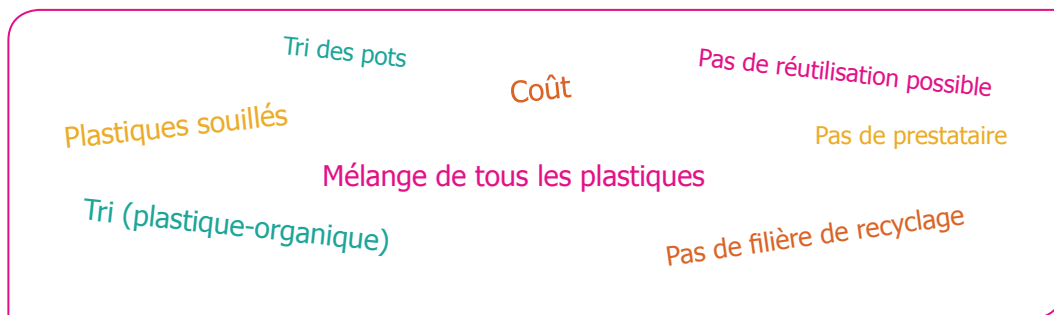 Tri des pots
Pas de réutilisation possible
Coût
Plastiques souillés
Pas de prestataire
Mélange de tous les plastiques
Tri (plastique-organique)
Pas de filière de recyclage